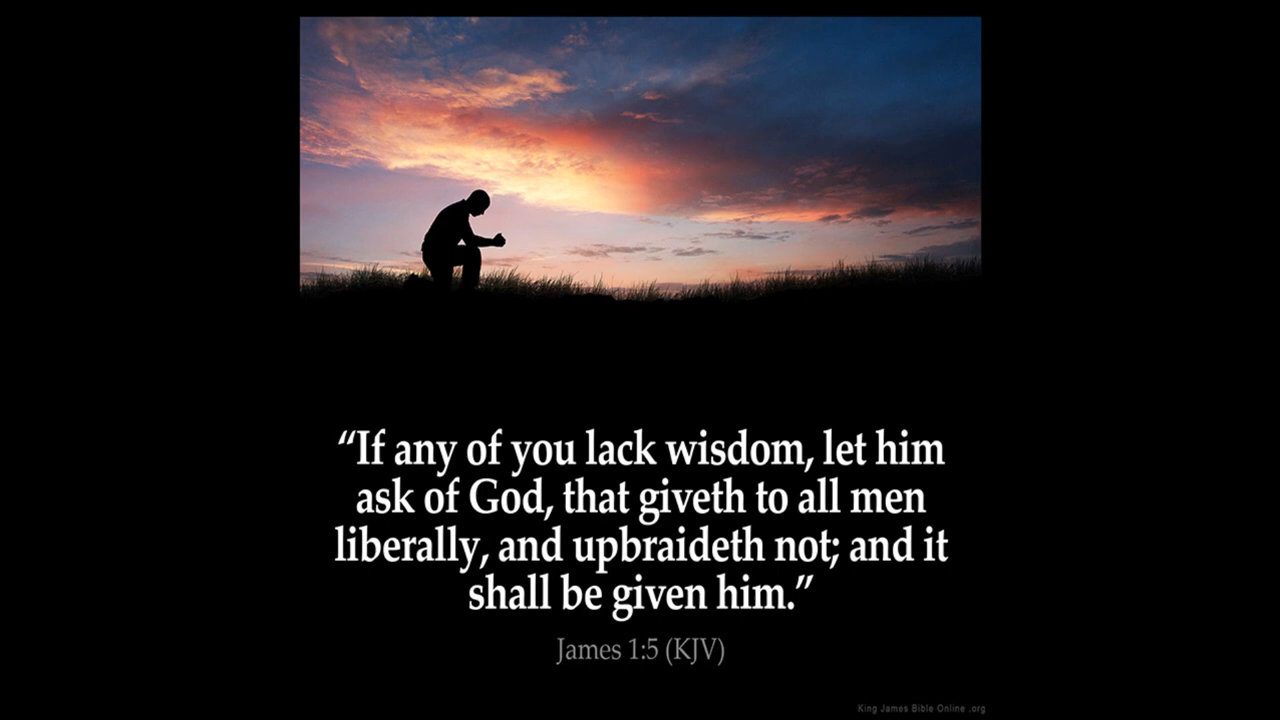 “If any of you lack wisdom, let him
ask of God, that giveth to all men
liberally, and upbraideth not; and it
shall be given him.”
James 1:5 (KJV)
King James Bible Online .org